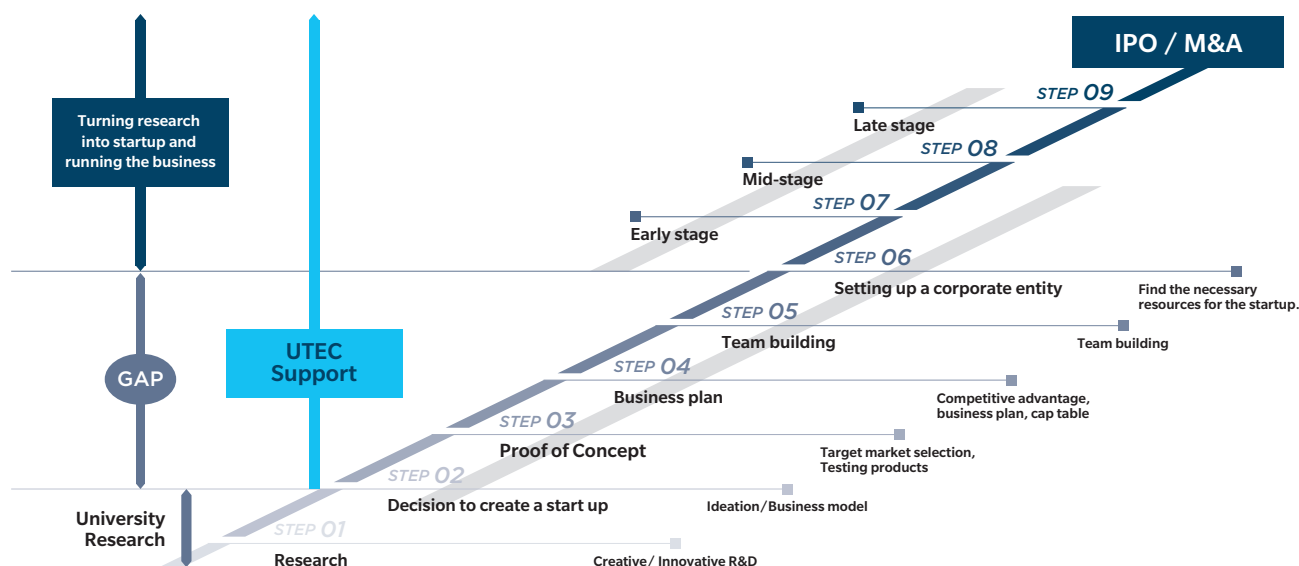 IPO / M&A
STEP 09
Late stage
Turning research
into startup and
running the business
STEP 08
Mid-stage
STEP 07
Early stage
STEP 06
Setting up a corporate entity
Find the necessary
resources for the startup.
STEP 05
Team building
Team building
UTEC
Support
GAP
STEP 04
Business plan
Competitive advantage,
business plan, cap table
STEP 03
Proof of Concept
Target market selection,
Testing products
STEP 02
Decision to create a start up
Ideation/Business model
University
Research
STEP 01
Research
Creative/ Innovative R&D